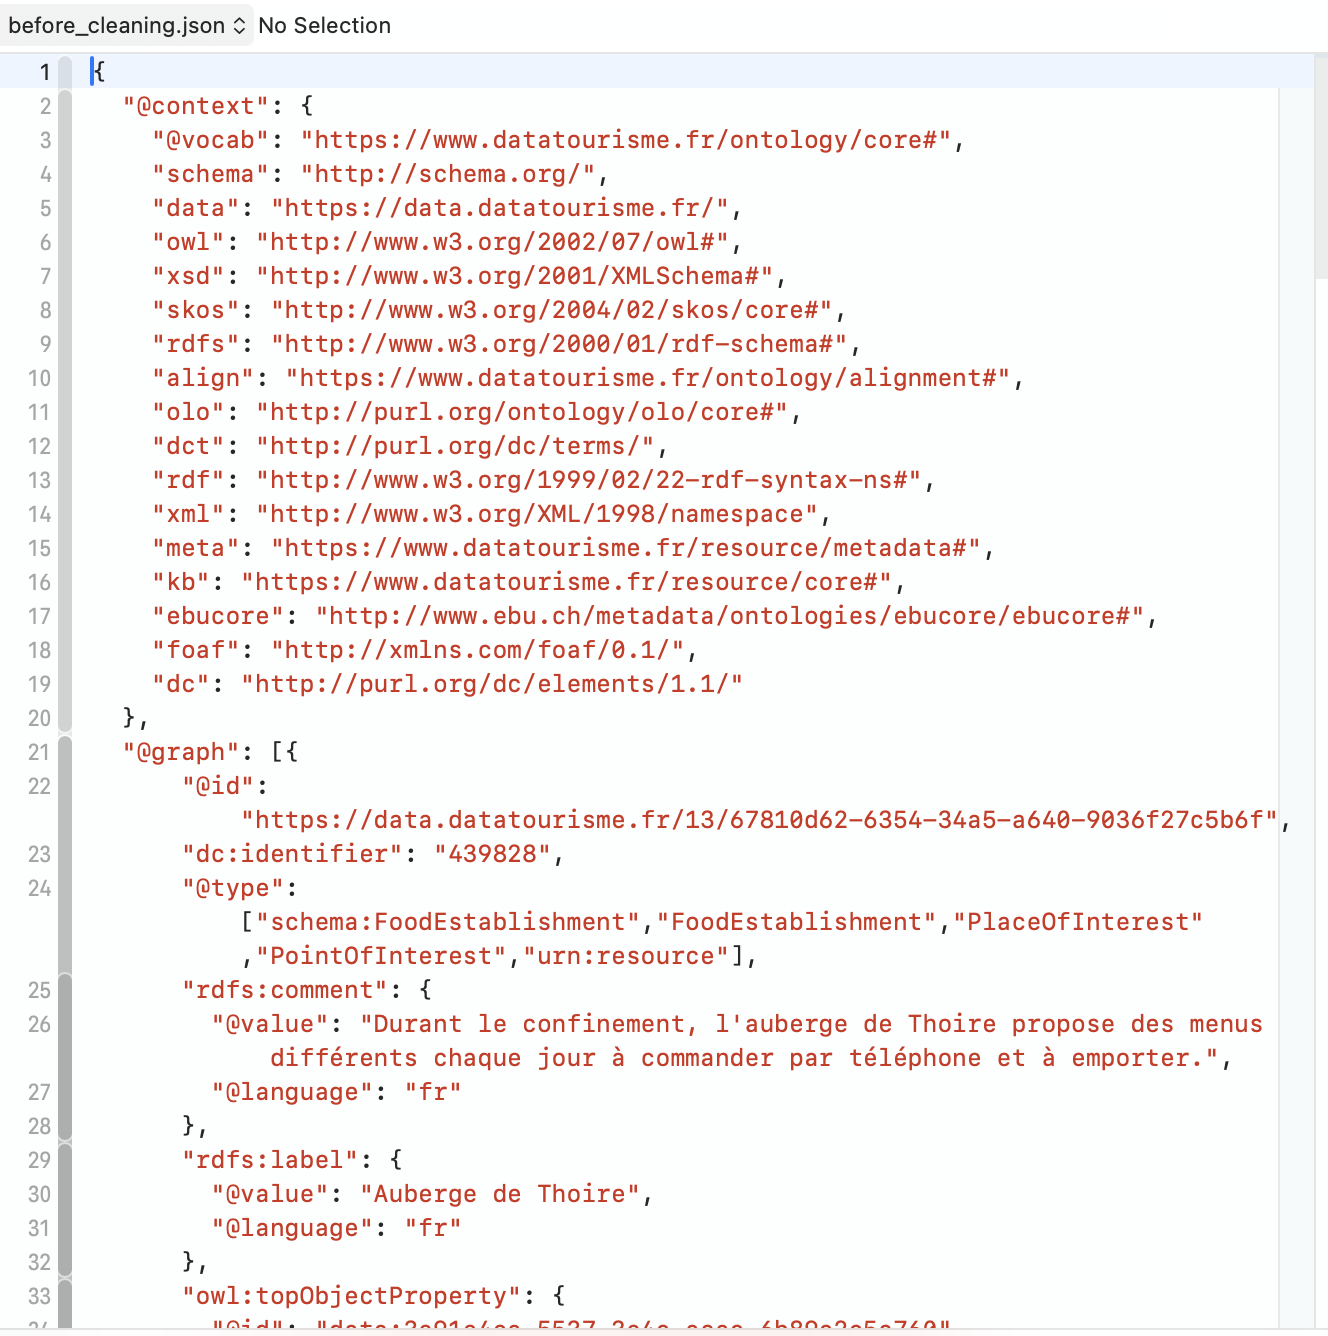 before_cleaning.json No Selection
1 {
2 "@context": {
3 "@vocab": "https://www.datatourisme.fr/ontology/core#",
4 "schema": "http://schema.org/",
5 "data": "https://data.datatourisme.fr/",
6 "owl": "http://www.w3.org/2002/07/owl#",
7 "xsd": "http://www.w3.org/2001/XMLSchema#",
8 "skos": "http://www.w3.org/2004/02/skos/core#",
9 "rdfs": "http://www.w3.org/2000/01/rdf-schema#",
10 "align": "https://www.datatourisme.fr/ontology/alignment#",
11 "olo": "http://purl.org/ontology/olo/core#",
12 "dct": "http://purl.org/dc/terms/",
13 "rdf": "http://www.w3.org/1999/02/22-rdf-syntax-ns#",
14 "xml": "http://www.w3.org/XML/1998/namespace",
15 "meta": "https://www.datatourisme.fr/resource/metadata#",
16 "kb": "https://www.datatourisme.fr/resource/core#",
17 "ebucore": "http://www.ebu.ch/metadata/ontologies/ebucore/ebucore#",
18 "foaf": "http://xmlns.com/foaf/0.1/",
19 "dc": "http://purl.org/dc/elements/1.1/"
20 },
21 "@graph": [{
22 "@id":
"https://data.datatourisme.fr/13/67810d62-6354-34a5-a640-9036f27c5b6f",
23 "dc:identifier": "439828",
24 "@type":
["schema:FoodEstablishment","FoodEstablishment","PlaceOfInterest"
,"PointOfInterest","urn:resource"],
25 "rdfs:comment": {
26 "@value": "Durant le confinement, l'auberge de Thoire propose des menus
différents chaque jour à commander par téléphone et à emporter.",
27 "@language": "fr"
28 },
29 "rdfs:label": {
30 "@value": "Auberge de Thoire",
31 "@language": "fr"
32 },
33 "owl:topObjectProperty": {